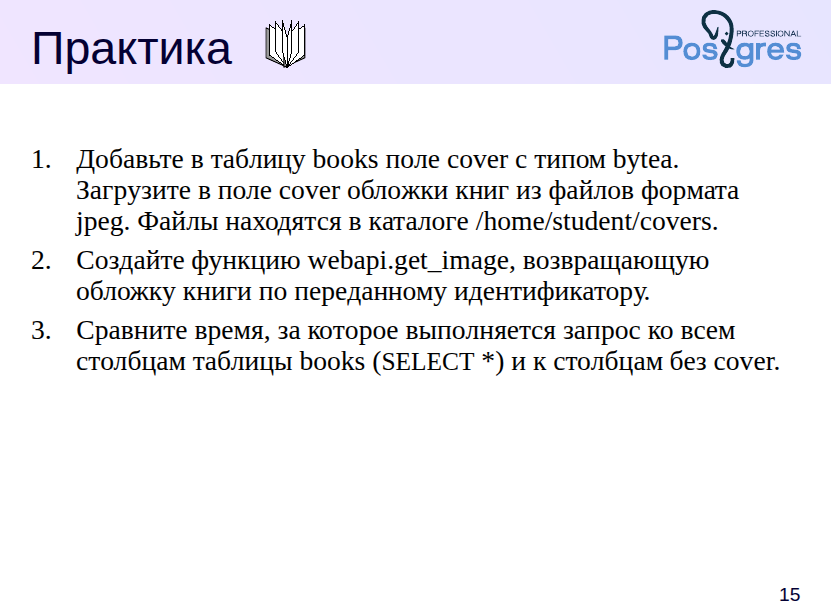 Практика
PROFESSIONAL
Postgres
1. Добавьте в таблицу books поле cover с типом bytea.
Загрузите в поле cover обложки книг из файлов формата
jpeg. Файлы находятся в каталоге /home/student/covers.
2. Создайте функцию webapi.get_image, возвращающую
обложку книги по переданному идентификатору.
3. Сравните время, за которое выполняется запрос ко всем
столбцам таблицы books (SELECT *) и к столбцам без cover.
15